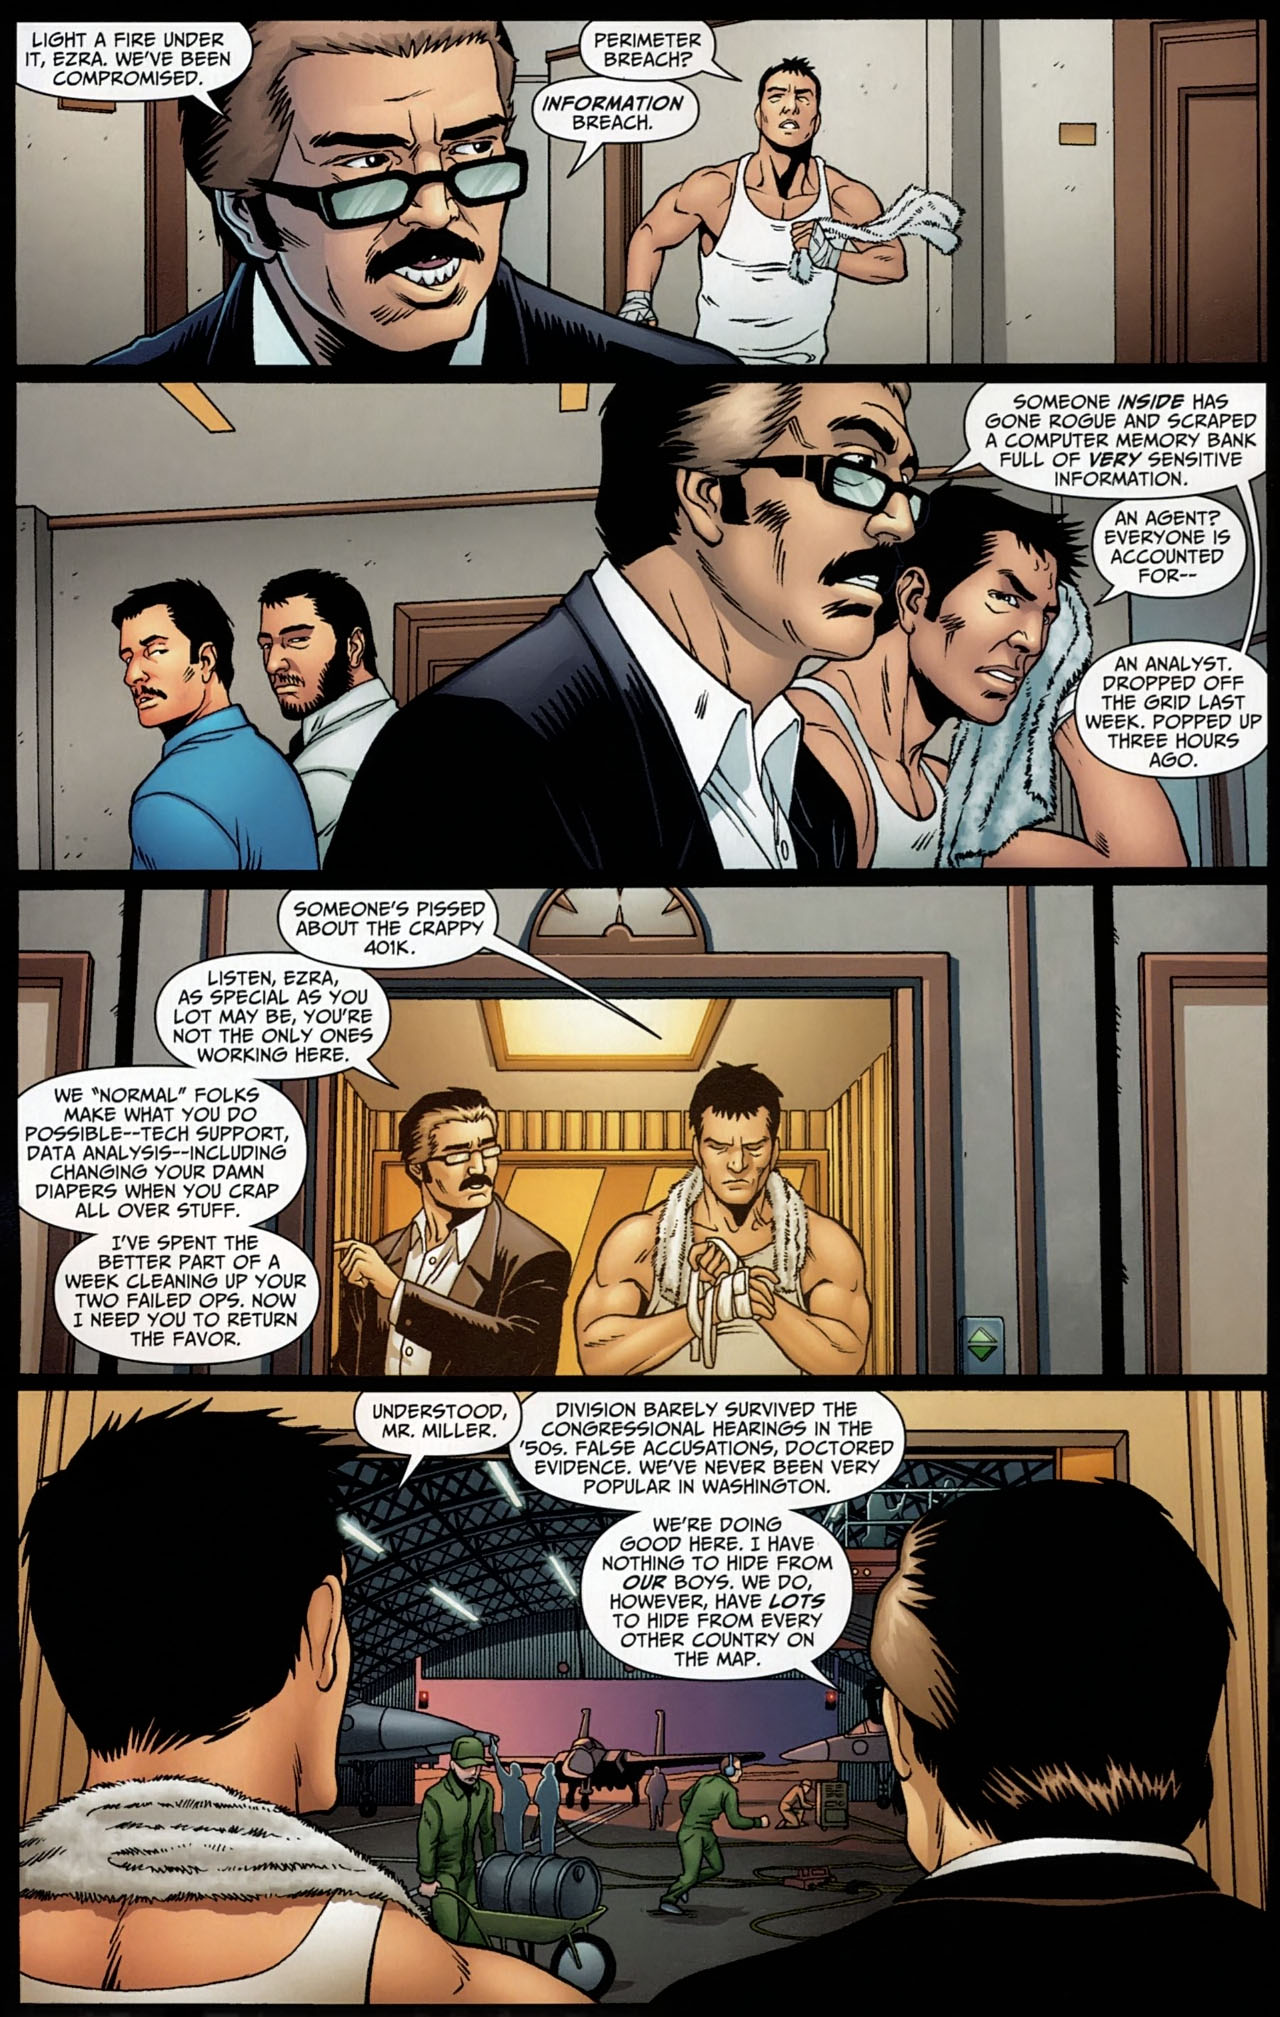 LIGHT A FIRE UNDER
IT, EZRA. WE'VE BEEN
COMPROMISED.
PERIMETER
BREACH?
INFORMATION
BREACH.
SOMEONE INSIDE HAS
GONE ROGUE AND SCRAPED
A COMPUTER MEMORY BANK
FULL OF VERY SENSITIVE
INFORMATION.
AN AGENT?
EVERYONE IS
ACCOUNTED
FOR--
AN ANALYST.
DROPPED OFF
THE GRID LAST
WEEK. POPPED UP
THREE HOURS
AGO.
SOMEONE'S PISSED
ABOUT THE CRAPPY
401K.
LISTEN, EZRA,
AS SPECIAL AS YOU
LOT MAY BE, YOU'RE
NOT THE ONLY ONES
WORKING HERE.
WE "NORMAL" FOLKS
MAKE WHAT YOU DO
POSSIBLE--TECH SUPPORT,
DATA ANALYSIS--INCLUDING
CHANGING YOUR DAMN
DIAPERS WHEN YOU CRAP
ALL OVER STUFF.
I'VE SPENT THE
BETTER PART OF A
WEEK CLEANING UP YOUR
TWO FAILED OPS. NOW
I NEED YOU TO RETURN
THE FAVOR.
UNDERSTOOD,
MR. MILLER.
DIVISION BARELY SURVIVED THE
CONGRESSIONAL HEARINGS IN THE
'50S. FALSE ACCUSATIONS, DOCTORED
EVIDENCE. WE'VE NEVER BEEN VERY
POPULAR IN WASHINGTON.
WE'RE DOING
GOOD HERE. I HAVE
NOTHING TO HIDE FROM
OUR BOYS. WE DO,
HOWEVER, HAVE LOTS
TO HIDE FROM EVERY
OTHER COUNTRY ON
THE MAP.